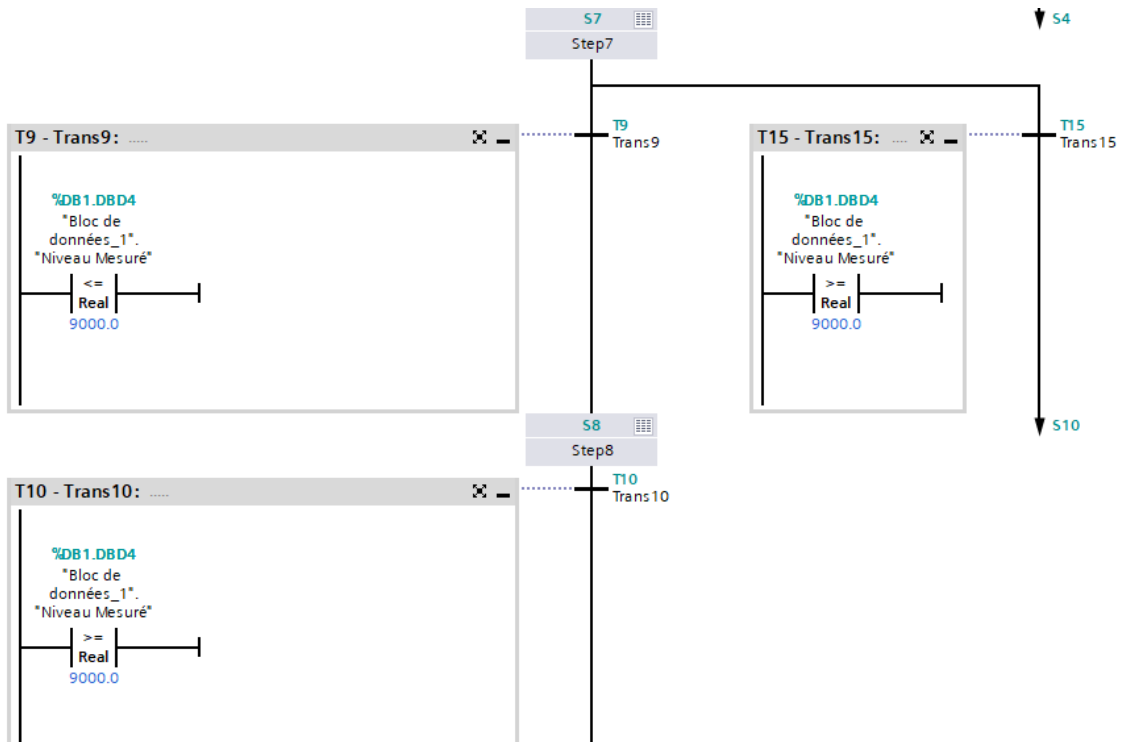 S7
Step7
S4
T9 - Trans9: .....
T9
Trans9
T15 - Trans15: ....
T15
Trans15
%DB1.DBD4
"Bloc de
données_1".
"Niveau Mesuré"
<=
Real
9000.0
%DB1.DBD4
"Bloc de
données_1".
"Niveau Mesuré"
>=
Real
9000.0
S8
Step8
S10
T10 - Trans10: .....
T10
Trans10
%DB1.DBD4
"Bloc de
données_1".
"Niveau Mesuré"
>=
Real
9000.0